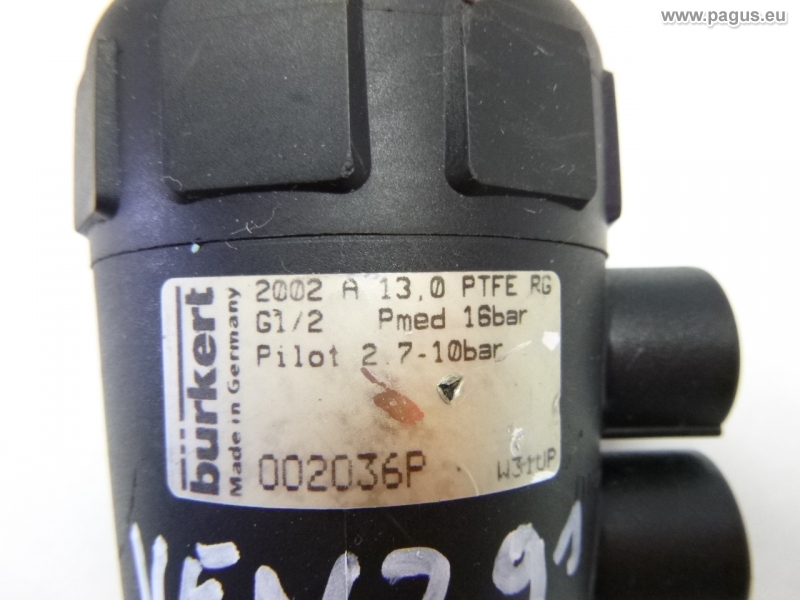 www.pagus.eu
bürkert
Made in Germany
2002 A 13,0 PTFE RG
G1/2 Pmed 16bar
Pilot 2.7-10bar
002036P